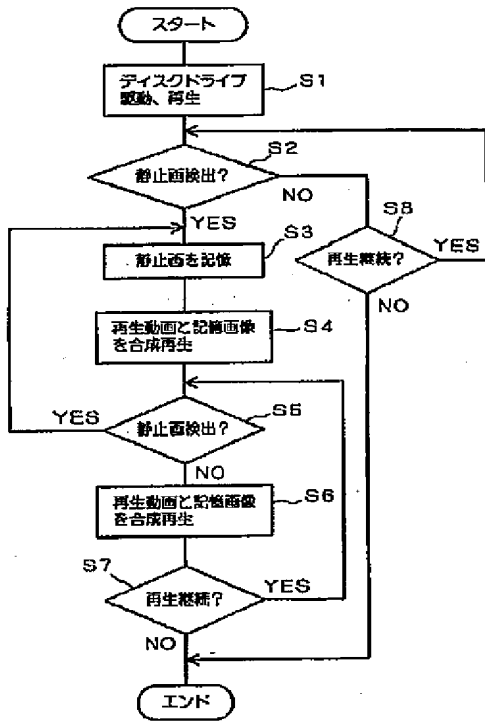 スタート
ディスクドライブ
駆動、再生
S1
S2
静止画検出?
NO
YES
S8
S3
静止画を記憶
再生継続?
YES
NO
再生動画と記憶画像
を合成再生
S4
YES
静止画検出?
S5
NO
再生動画と記憶画像
を合成再生
S6
S7
YES
再生継続?
NO
エンド